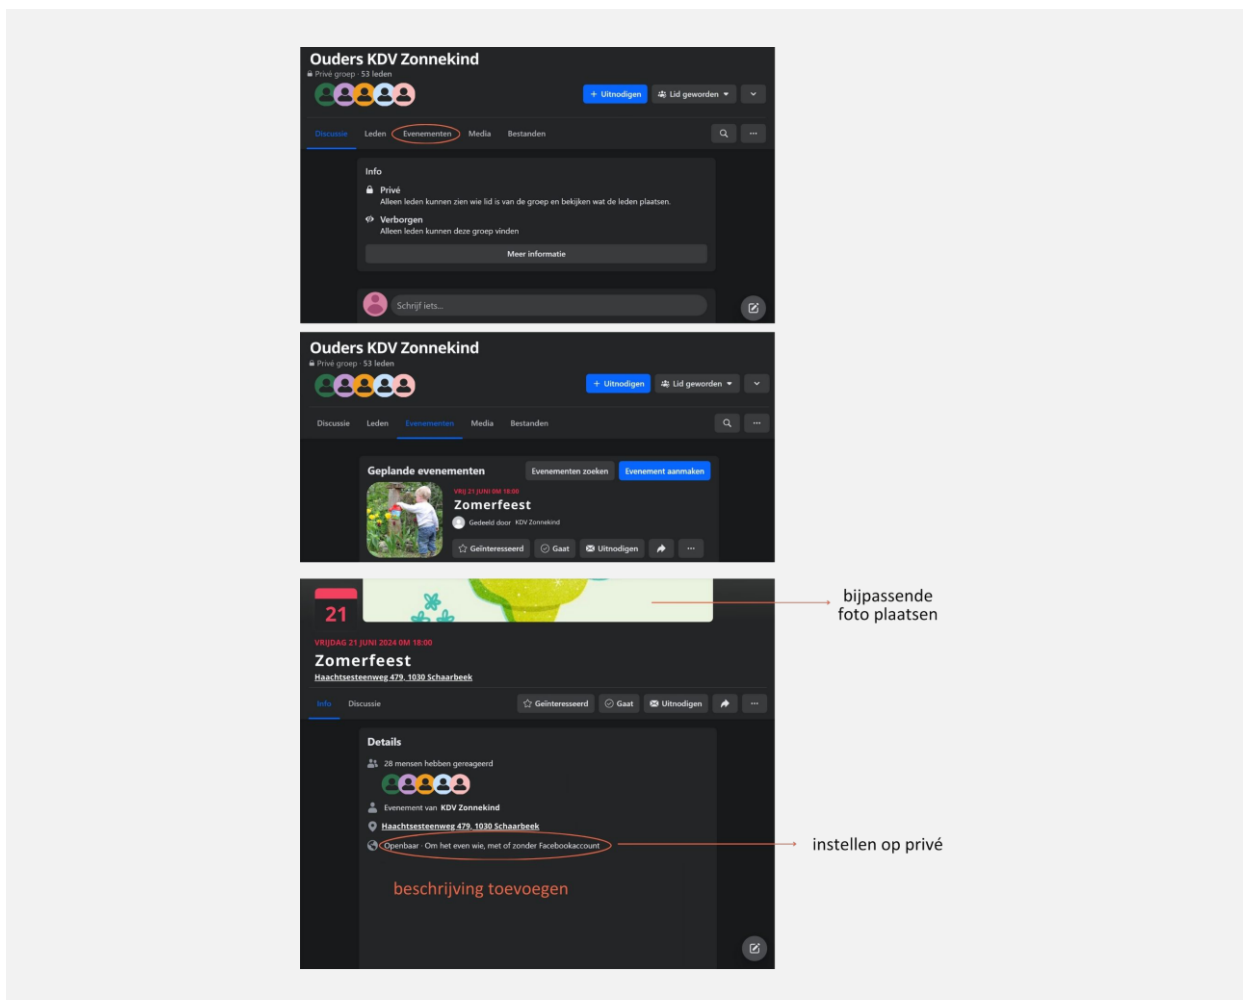 Ouders KDV Zonnekind
Privé groep · 53 leden
+ Uitnodigen
Lid geworden
Discussie Leden Evenementen Media Bestanden
Info
Privé
Alleen leden kunnen zien wie lid is van de groep en bekijken wat de leden plaatsen.
Verborgen
Alleen leden kunnen deze groep vinden
Meer informatie
Schrijf iets...
Ouders KDV Zonnekind
Privé groep · 53 leden
+ Uitnodigen
Lid geworden
Discussie Leden Evenementen Media Bestanden
Geplande evenementen
Evenementen zoeken
Evenement aanmaken
VRIJ 21 JUNI 0M 18:00
Zomerfeest
Gedeeld door KDV Zonnekind
Geïnteresseerd
Gaat
Uitnodigen
21
bijpassende
foto plaatsen
VRIJDAG 21 JUNI 2024 0M 18:00
Zomerfeest
Haachtsesteenweg 479, 1030 Schaarbeek
Info Discussie
Geïnteresseerd
Gaat
Uitnodigen
Details
28 mensen hebben gereageerd
Evenement van KDV Zonnekind
Haachtsesteenweg 479, 1030 Schaarbeek
Openbaar · Om het even wie, met of zonder Facebookaccount
instellen op privé
beschrijving toevoegen